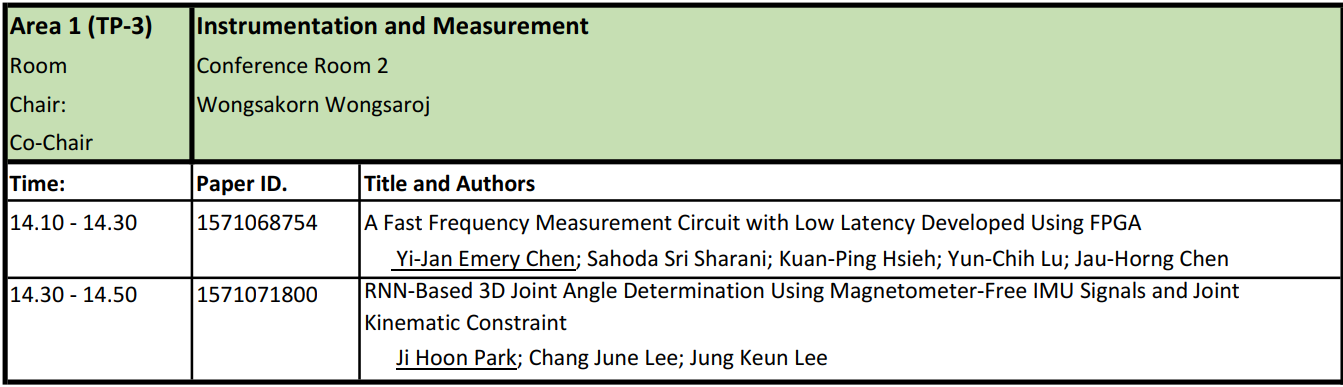 Area 1 (TP-3) Instrumentation and Measurement
Room Conference Room 2
Chair: Wongsakorn Wongsaroj
Co-Chair
Time: Paper ID. Title and Authors
14.10 - 14.30 1571068754 A Fast Frequency Measurement Circuit with Low Latency Developed Using FPGA
Yi-Jan Emery Chen; Sahoda Sri Sharani; Kuan-Ping Hsieh; Yun-Chih Lu; Jau-Horng Chen
14.30 - 14.50 1571071800 RNN-Based 3D Joint Angle Determination Using Magnetometer-Free IMU Signals and Joint
Kinematic Constraint
Ji Hoon Park; Chang June Lee; Jung Keun Lee